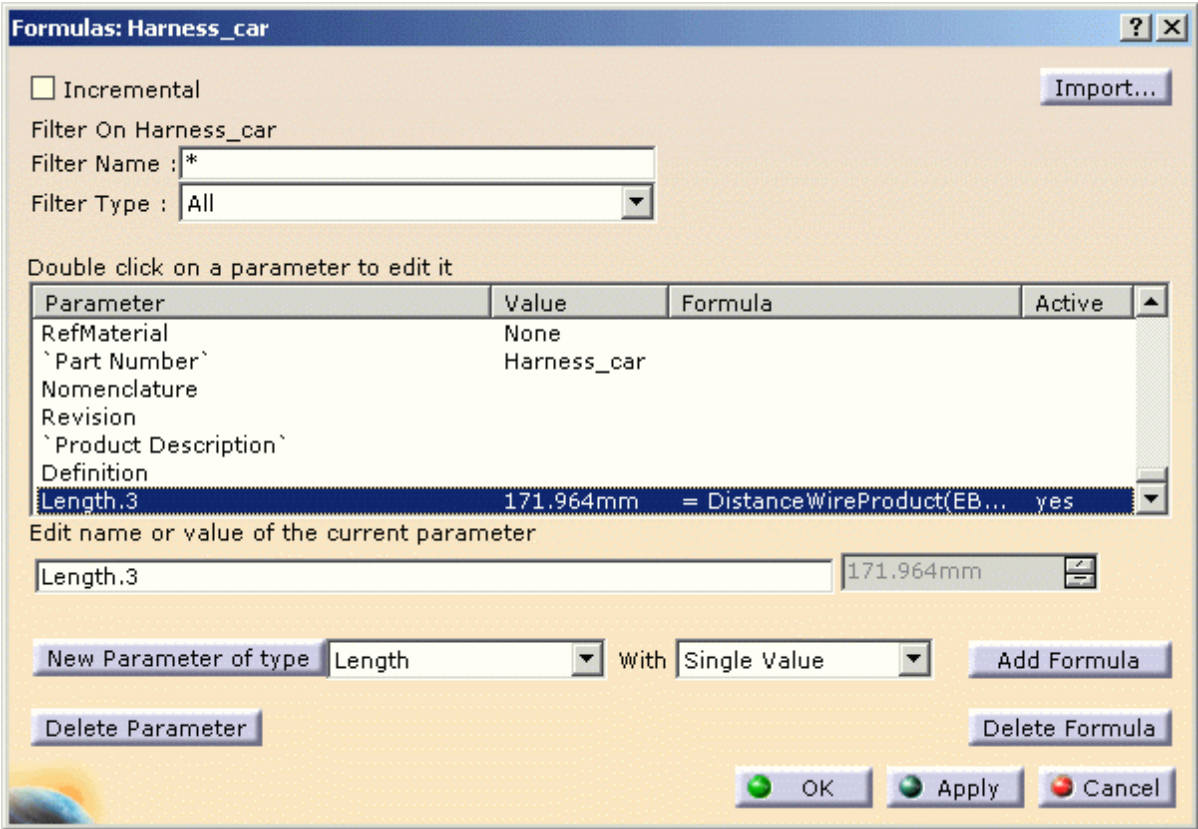 Formulas: Harness_car
Incremental
Import...
Filter On Harness_car
Filter Name : *
Filter Type : All
Double click on a parameter to edit it
Parameter Value Formula Active
RefMaterial None
`Part Number` Harness_car
Nomenclature
Revision
`Product Description`
Definition
Length.3 171.964mm = DistanceWireProduct(EB... yes
Edit name or value of the current parameter
Length.3 171.964mm
New Parameter of type Length With Single Value Add Formula
Delete Parameter Delete Formula
OK Apply Cancel